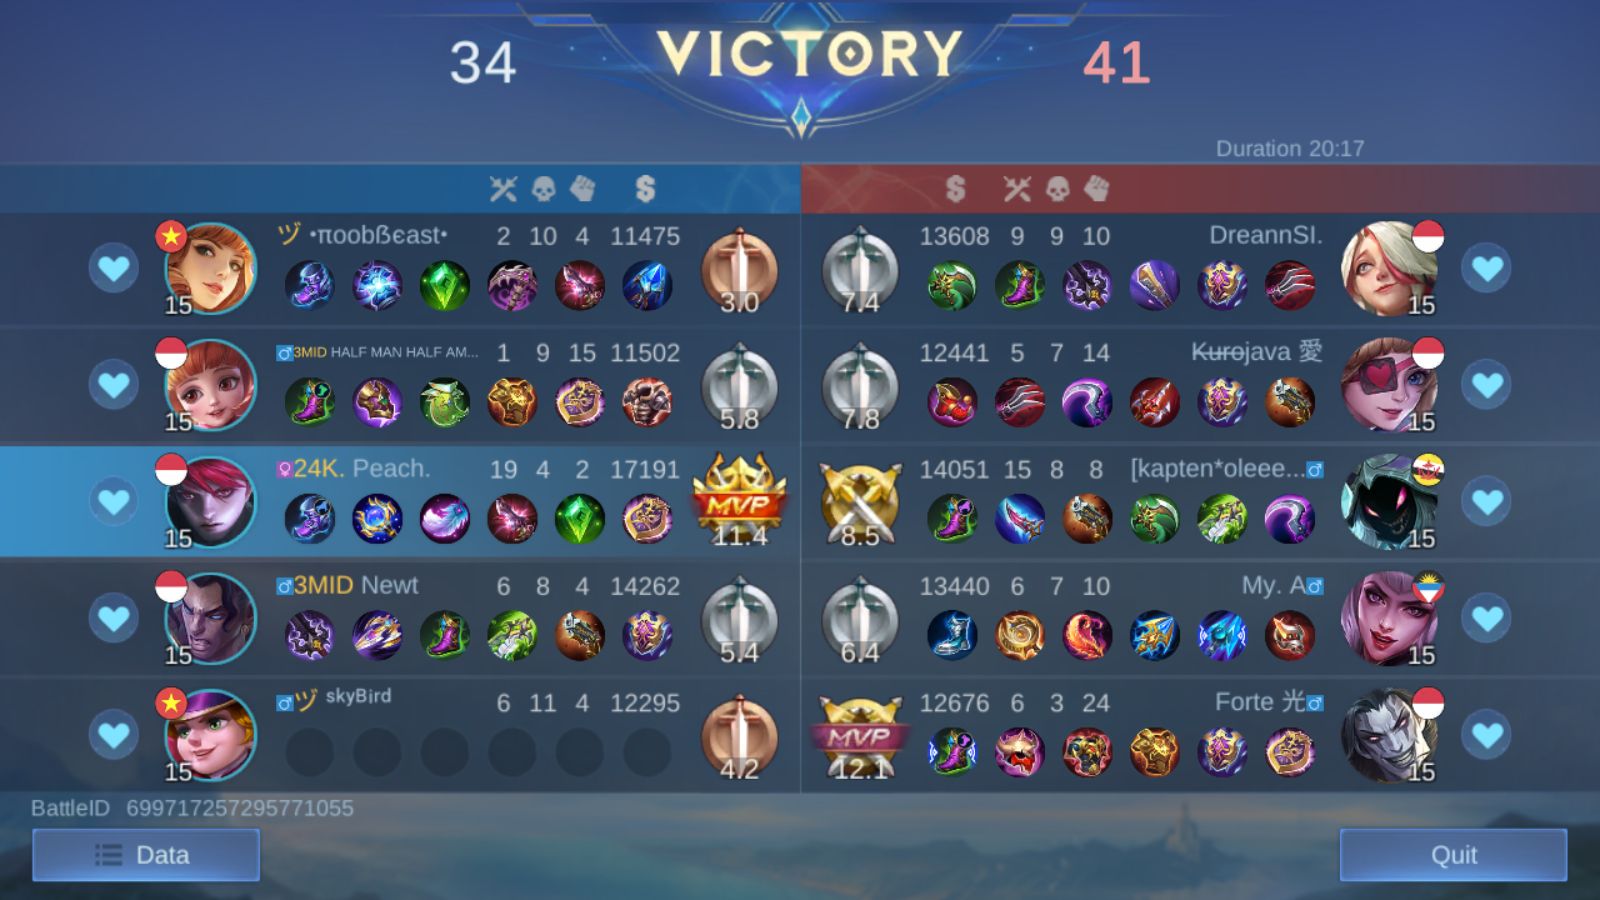 34 VICTORY 41
Duration 20:17
ヅ •πoobßєast• 2 10 4 11475
15 3.0
13608 9 9 10 DreannSI.
7.4 15
3MID HALF MAN HALF AM... 1 9 15 11502
15 5.8
12441 5 7 14 Kurojava 愛
7.8 15
24K. Peach. 19 4 2 17191
15 MVP 11.4
14051 15 8 8 [kapten*oleee...
8.5 15
3MID Newt 6 8 4 14262
15 5.4
13440 6 7 10 My. A
6.4 15
ヅ skyBird 6 11 4 12295
15 4.2
12676 6 3 24 Forte 光
MVP 12.1 15
BattleID 699717257295771055
Data Quit